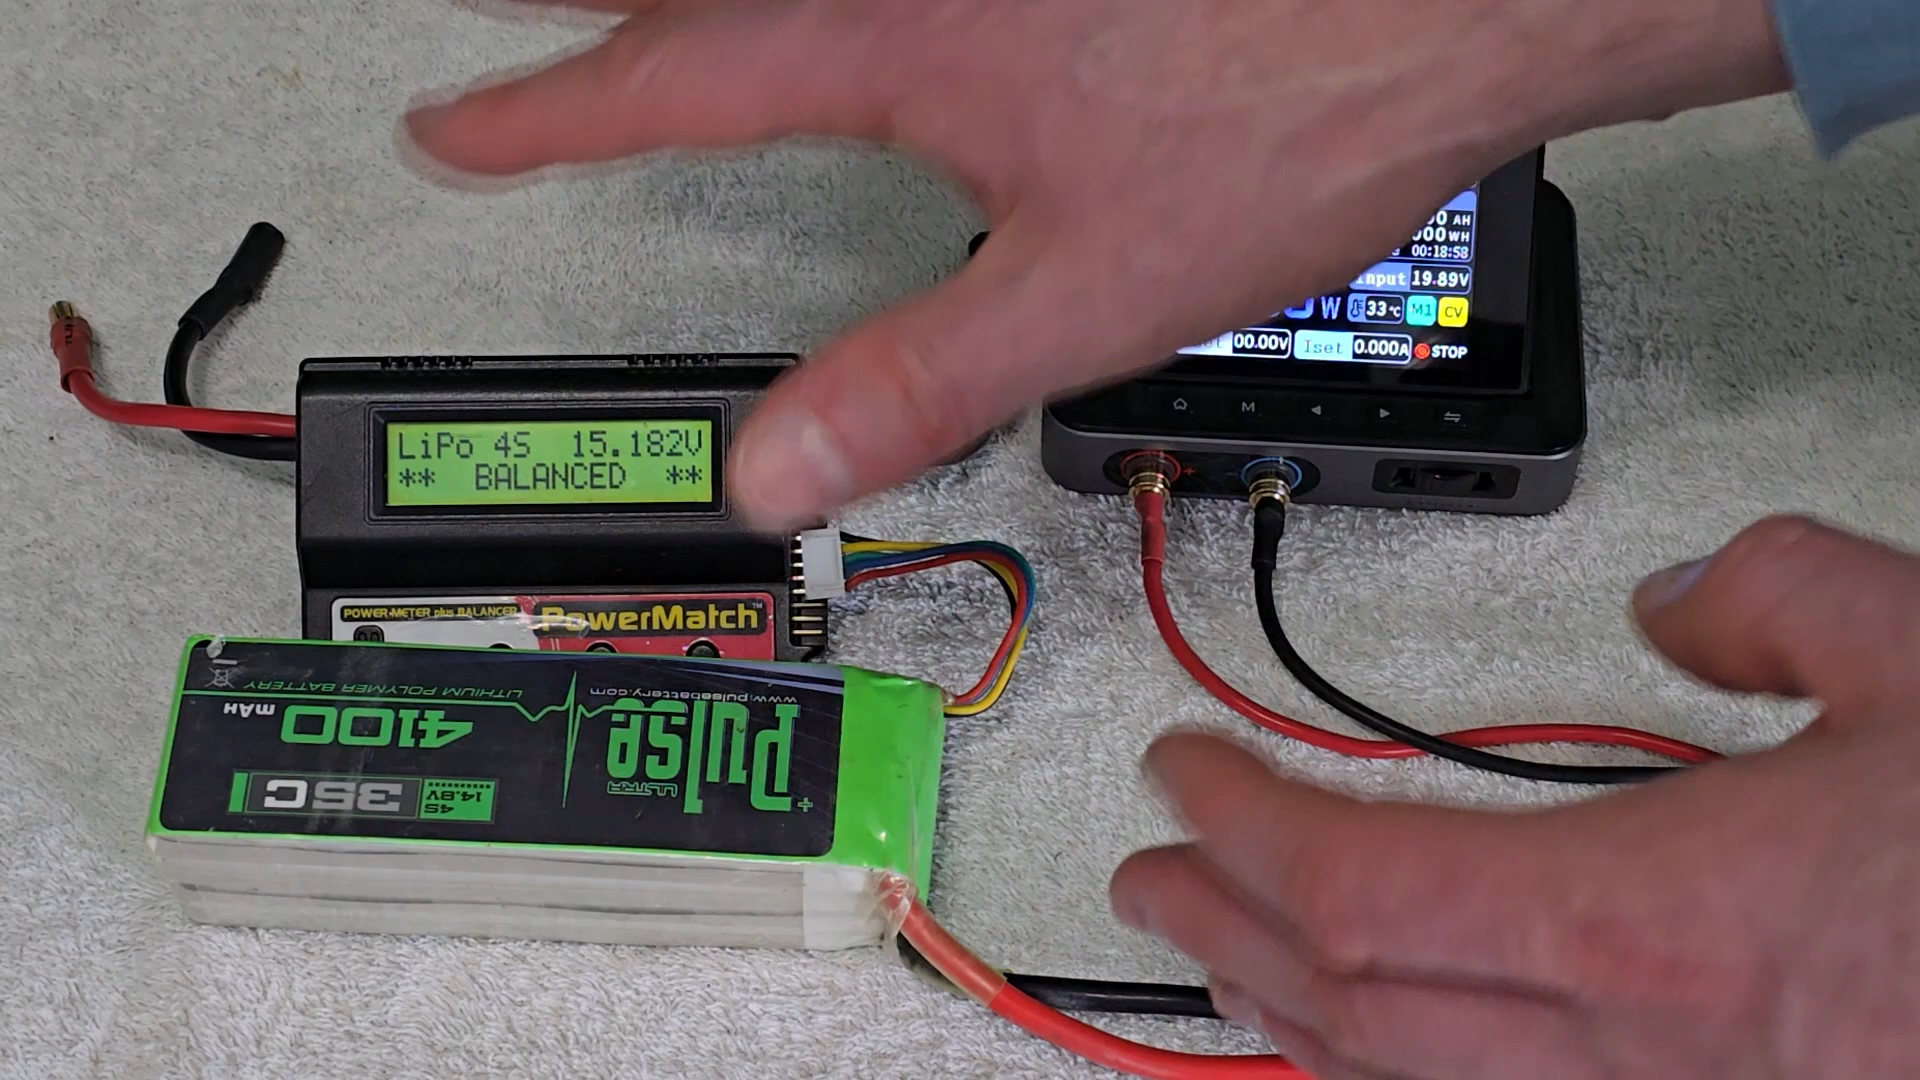 LiPo 4S 15.182V
** BALANCED **
POWER METER plus BALANCER
PowerMatch™
LITHIUM POLYMER BATTERY
www.pulsebattery.com
4100 mAH
Pulse
ULTRA
35C
4S
14.8V
AH
WH
00:18:58
Input 19.89V
W 33°C M1 CV
00.00V Iset 0.000A STOP
M
+